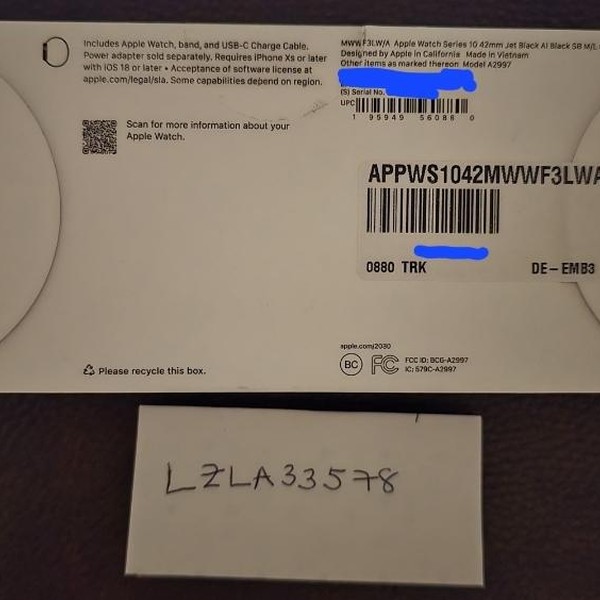 Includes Apple Watch, band, and USB-C Charge Cable.
Power adapter sold separately. Requires iPhone Xs or later
with iOS 18 or later • Acceptance of software license at
apple.com/legal/sla. Some capabilities depend on region.
Scan for more information about your
Apple Watch.
MWWF3LW/A Apple Watch Series 10 42mm Jet Black Al Black SB M/L
Designed by Apple in California Made in Vietnam
Other items as marked thereon Model A2997
(S) Serial No.
UPC
1 95949 56086 0
APPWS1042MWWF3LWA
0880 TRK
DE-EMB3
apple.com/2030
BC FC FCC ID: BCG-A2997
IC: 579C-A2997
Please recycle this box.
LZLA33578